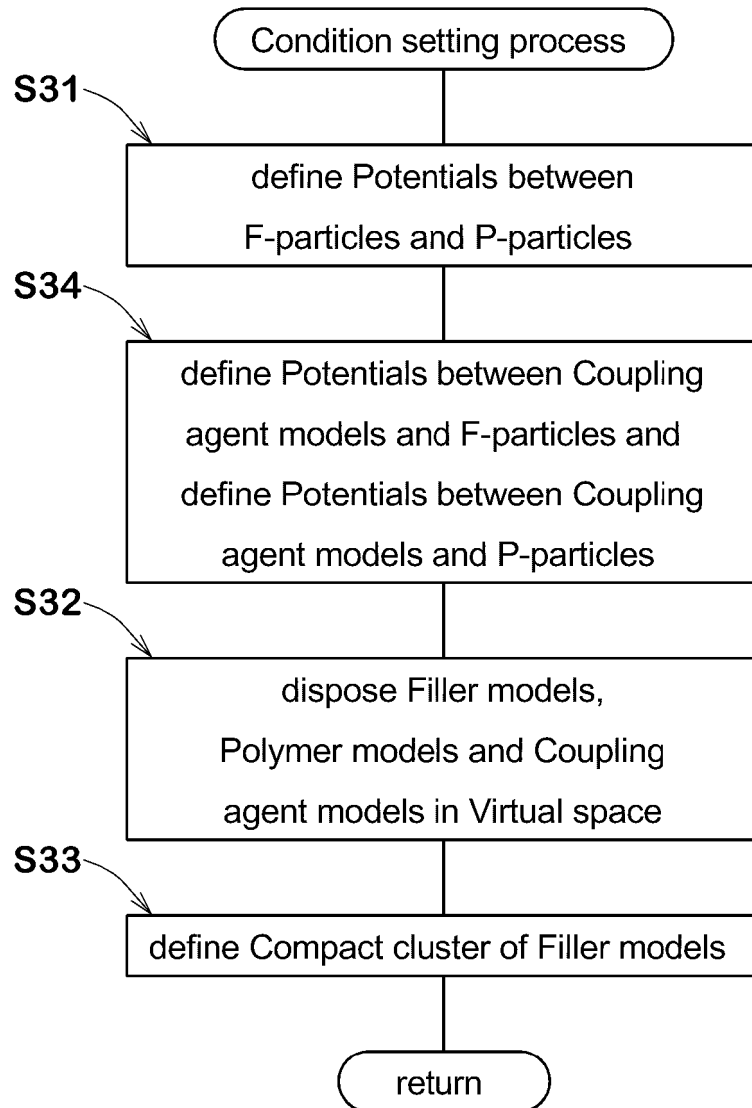 Condition setting process
S31
define Potentials between
F-particles and P-particles
S34
define Potentials between Coupling
agent models and F-particles and
define Potentials between Coupling
agent models and P-particles
S32
dispose Filler models,
Polymer models and Coupling
agent models in Virtual space
S33
define Compact cluster of Filler models
return